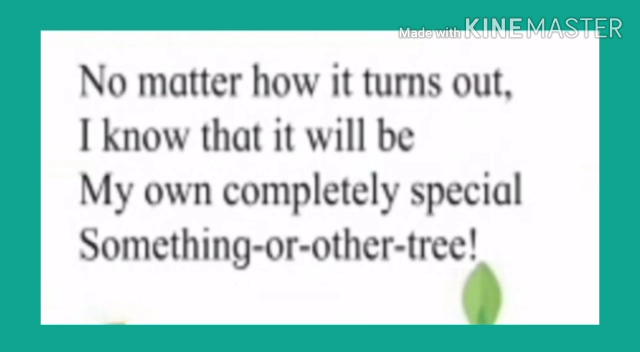 Made with KINEMASTER
No matter how it turns out,
I know that it will be
My own completely special
Something-or-other-tree!